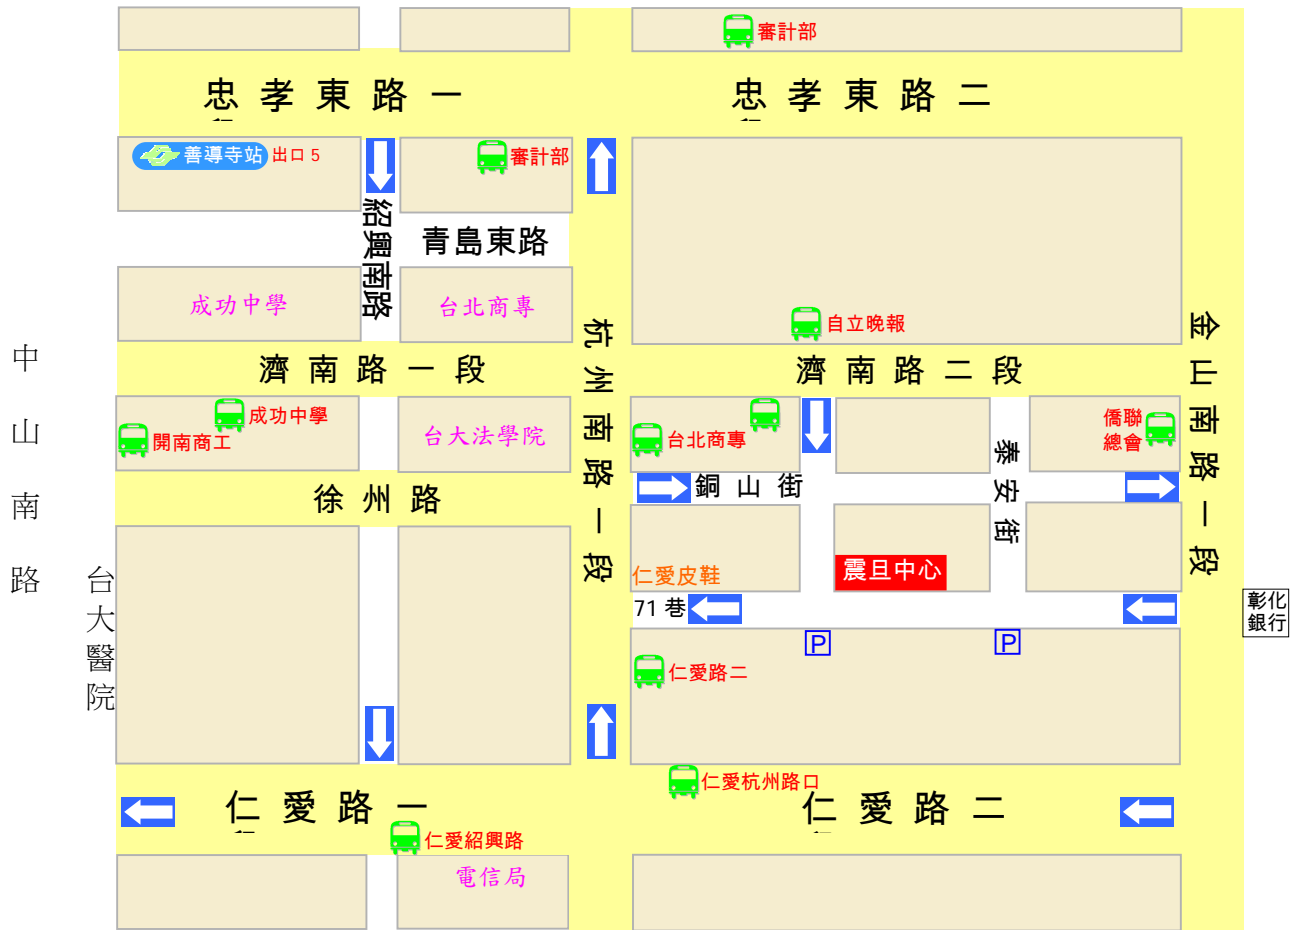 審計部
忠孝東路一
忠孝東路二
善導寺站 出口 5
審計部
紹興南路
青島東路
成功中學
台北商專
自立晚報
杭州南路一段
金山南路一段
中山南路
濟南路一段
濟南路二段
成功中學
開南商工
台大法學院
台北商專
僑聯
總會
泰安街
徐州路
銅山街
仁愛皮鞋
震旦中心
台大醫院
71 巷
彰化
銀行
P
P
仁愛路二
仁愛杭州路口
仁愛路一
仁愛路二
仁愛紹興路
電信局